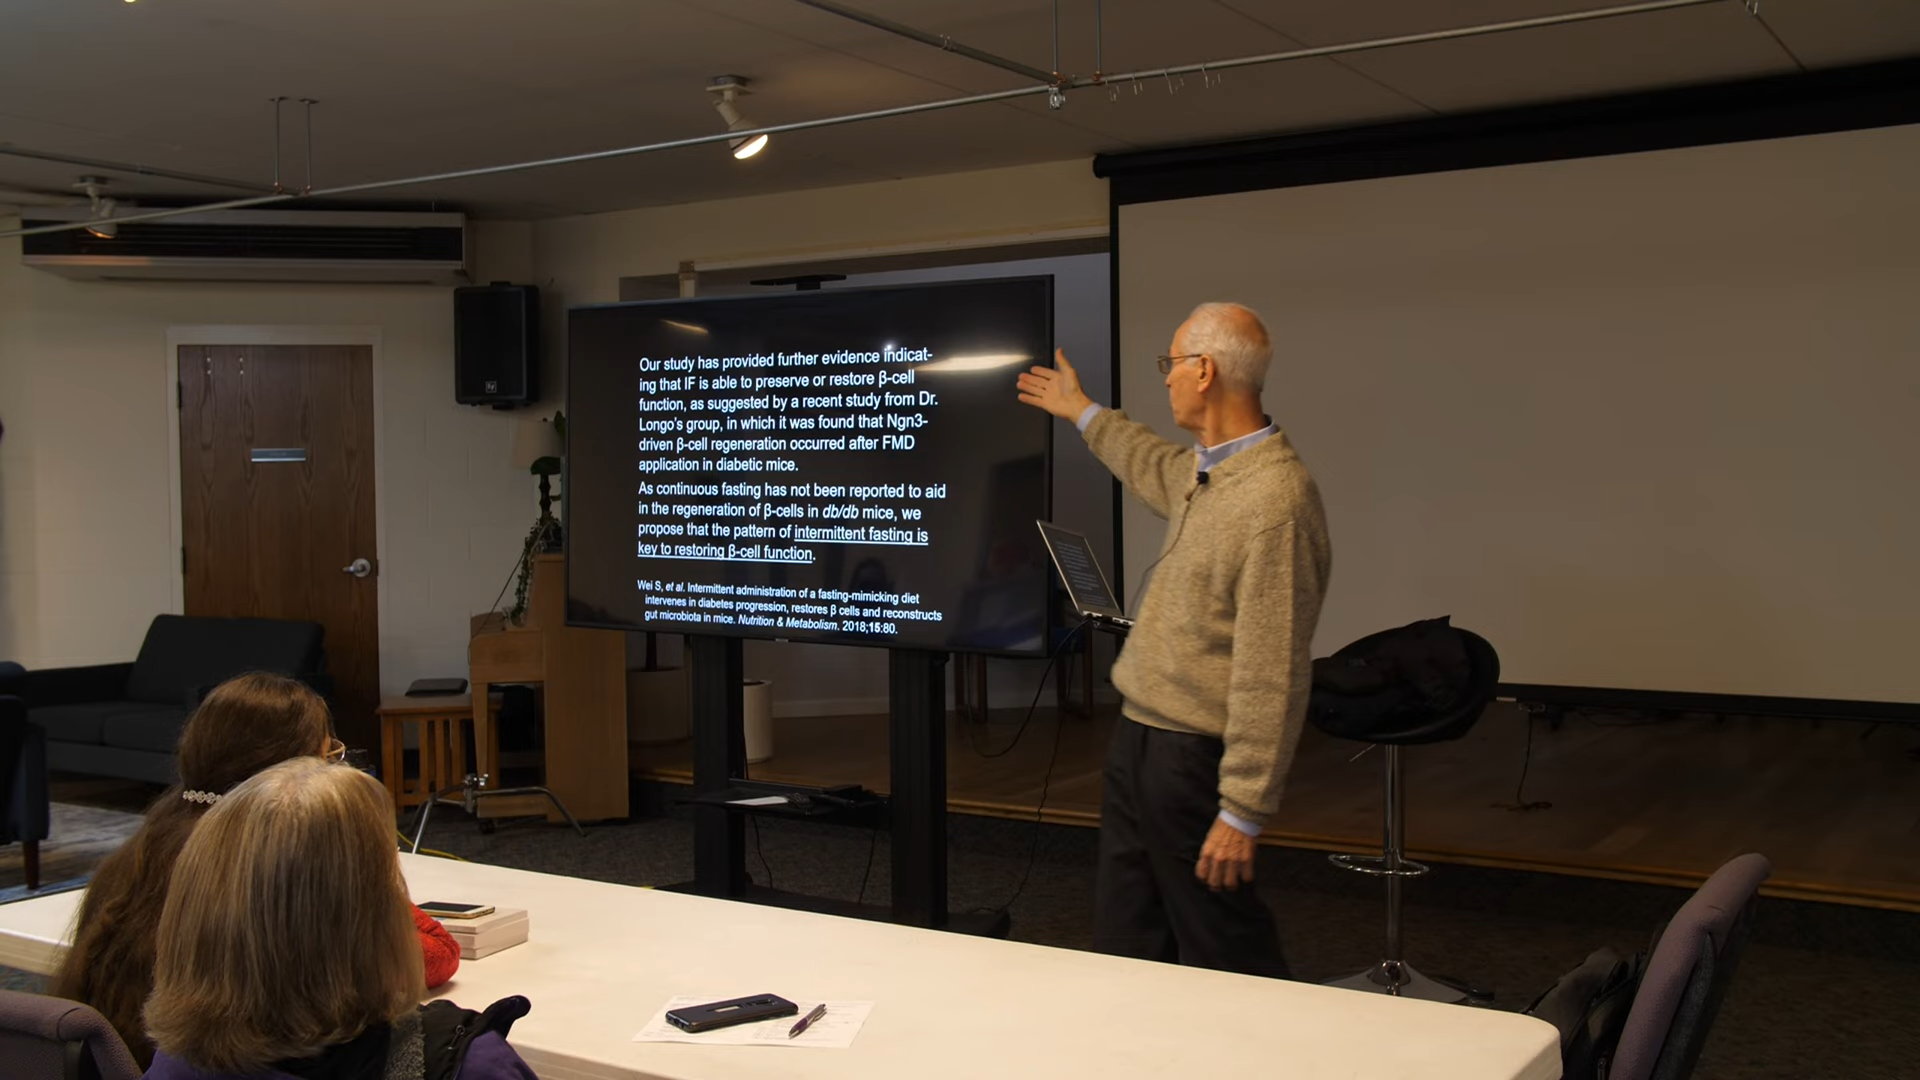 Our study has provided further evidence indicat-
ing that IF is able to preserve or restore β-cell
function, as suggested by a recent study from Dr.
Longo's group, in which it was found that Ngn3-
driven β-cell regeneration occurred after FMD
application in diabetic mice.
As continuous fasting has not been reported to aid
in the regeneration of β-cells in db/db mice, we
propose that the pattern of intermittent fasting is
key to restoring β-cell function.
Wei S, et al. Intermittent administration of a fasting-mimicking diet
intervenes in diabetes progression, restores β cells and reconstructs
gut microbiota in mice. Nutrition & Metabolism. 2018;15:80.